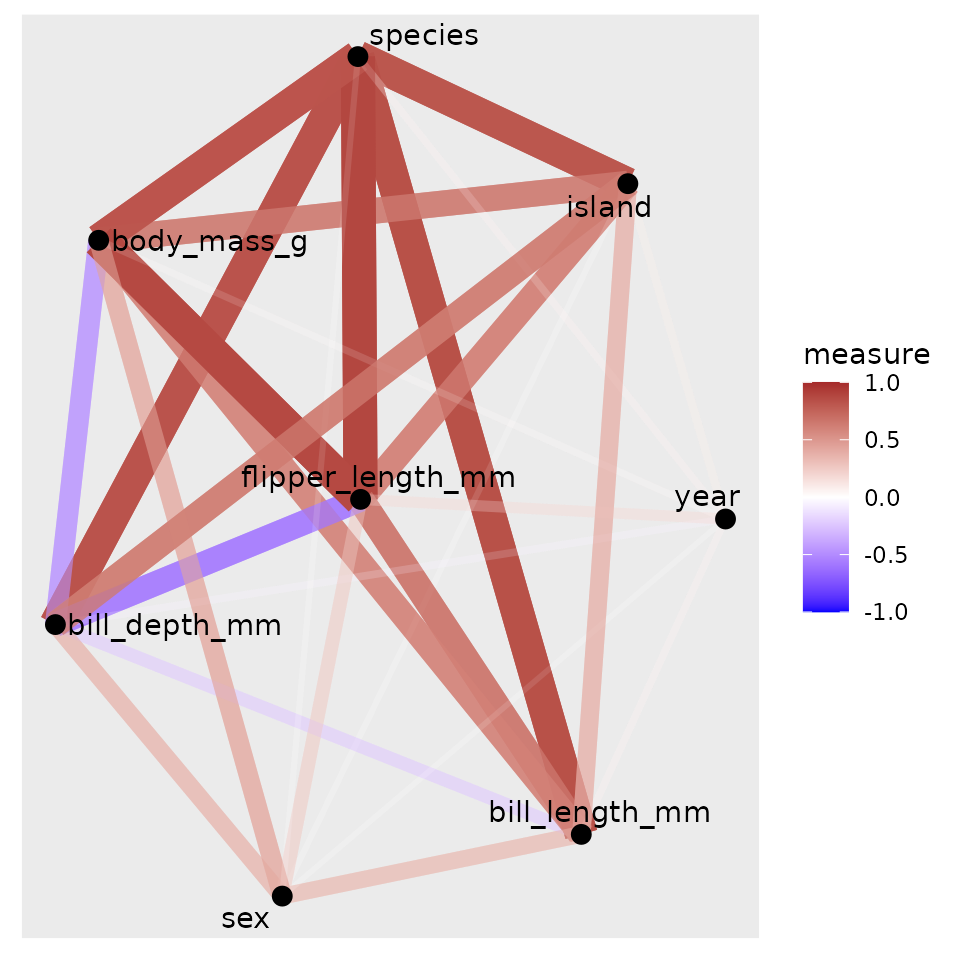 species
island
body_mass_g
measure
1.0
0.5
0.0
-0.5
-1.0
flipper_length_mm
year
bill_depth_mm
bill_length_mm
sex